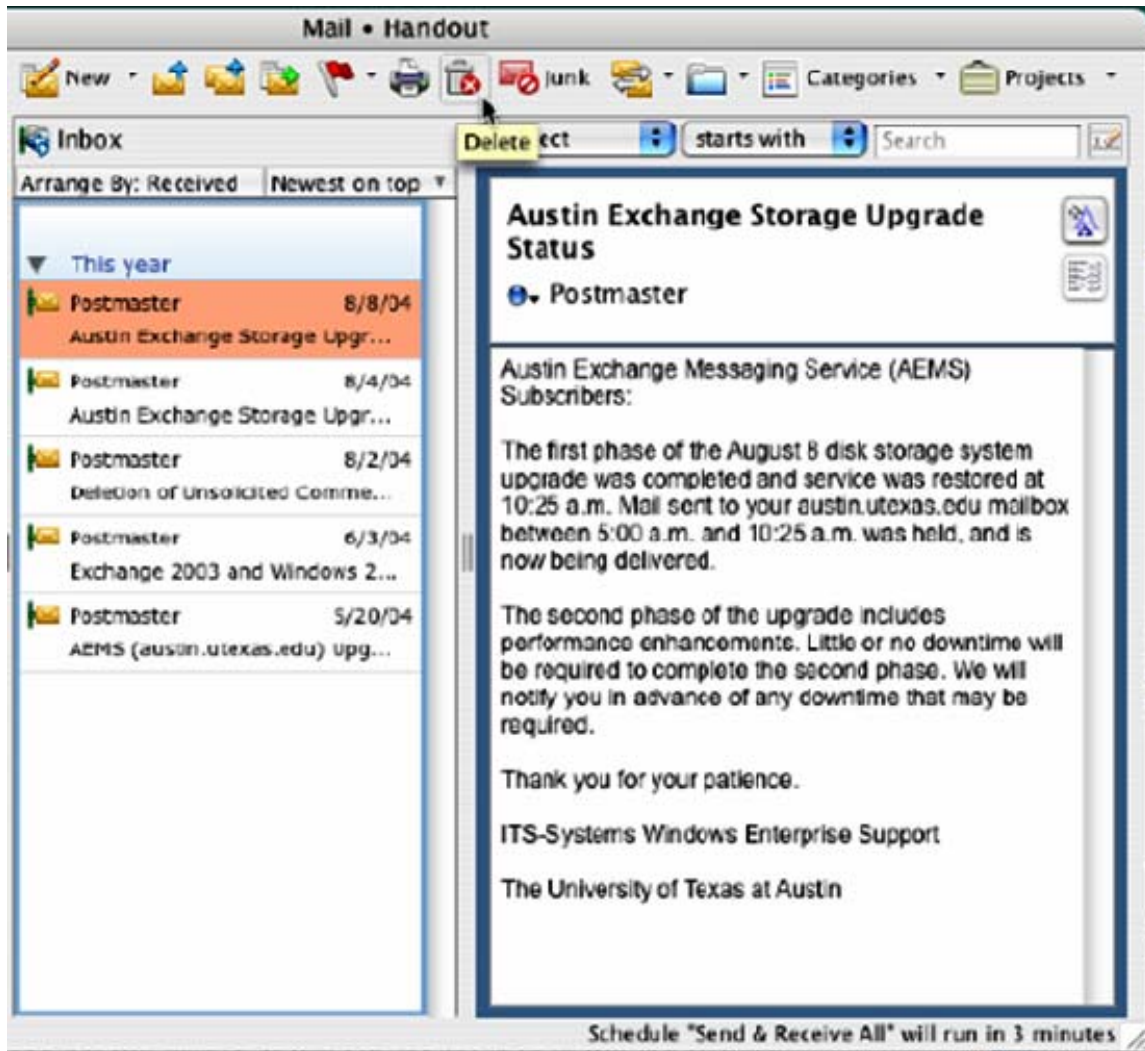 Mail • Handout
New
Junk
Categories
Projects
Inbox
Delete
ect
starts with
Search
Arrange By: Received
Newest on top
This year
Postmaster 8/8/04
Austin Exchange Storage Upgr...
Postmaster 8/4/04
Austin Exchange Storage Upgr...
Postmaster 8/2/04
Deletion of Unsolicited Comme...
Postmaster 6/3/04
Exchange 2003 and Windows 2...
Postmaster 5/20/04
AEMS (austin.utexas.edu) Upg...
Austin Exchange Storage Upgrade
Status
Postmaster
Austin Exchange Messaging Service (AEMS)
Subscribers:
The first phase of the August 8 disk storage system
upgrade was completed and service was restored at
10:25 a.m. Mail sent to your austin.utexas.edu mailbox
between 5:00 a.m. and 10:25 a.m. was held, and is
now being delivered.
The second phase of the upgrade includes
performance enhancements. Little or no downtime will
be required to complete the second phase. We will
notify you in advance of any downtime that may be
required.
Thank you for your patience.
ITS-Systems Windows Enterprise Support
The University of Texas at Austin
Schedule "Send & Receive All" will run in 3 minutes